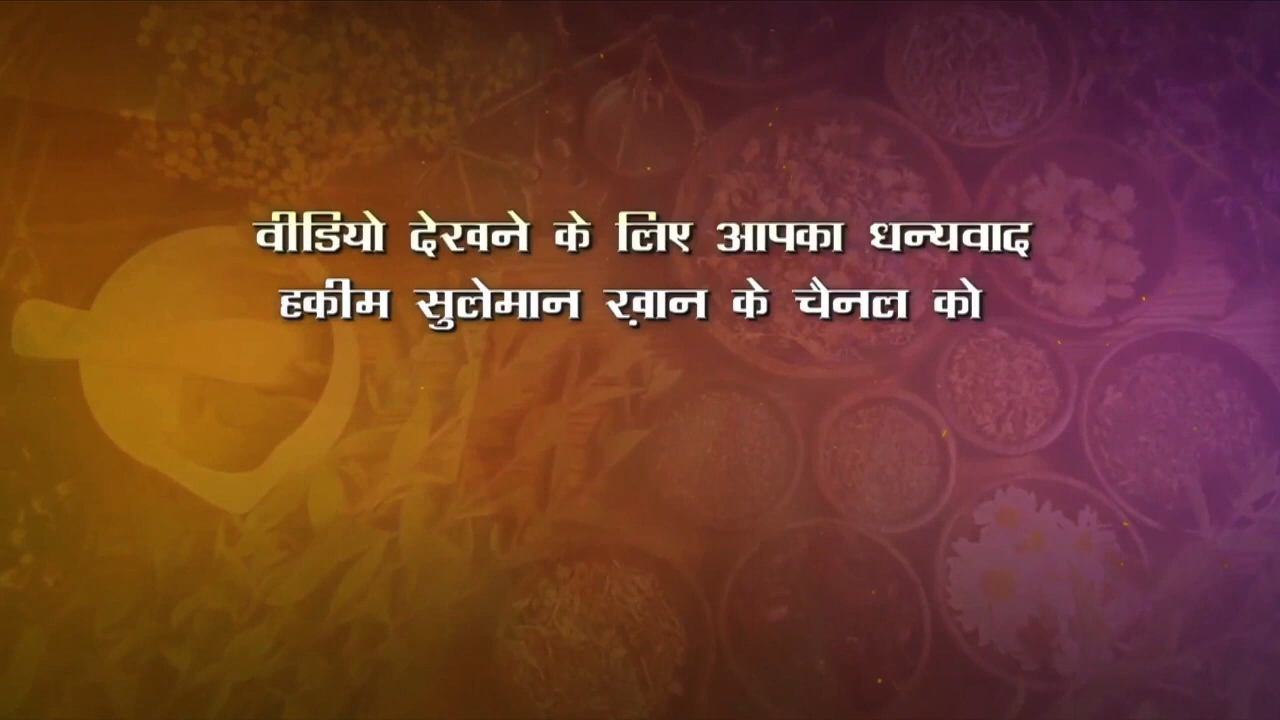 वीडियो देखने के लिए आपका धन्यवाद
हकीम सुलेमान ख़ान के चैनल को